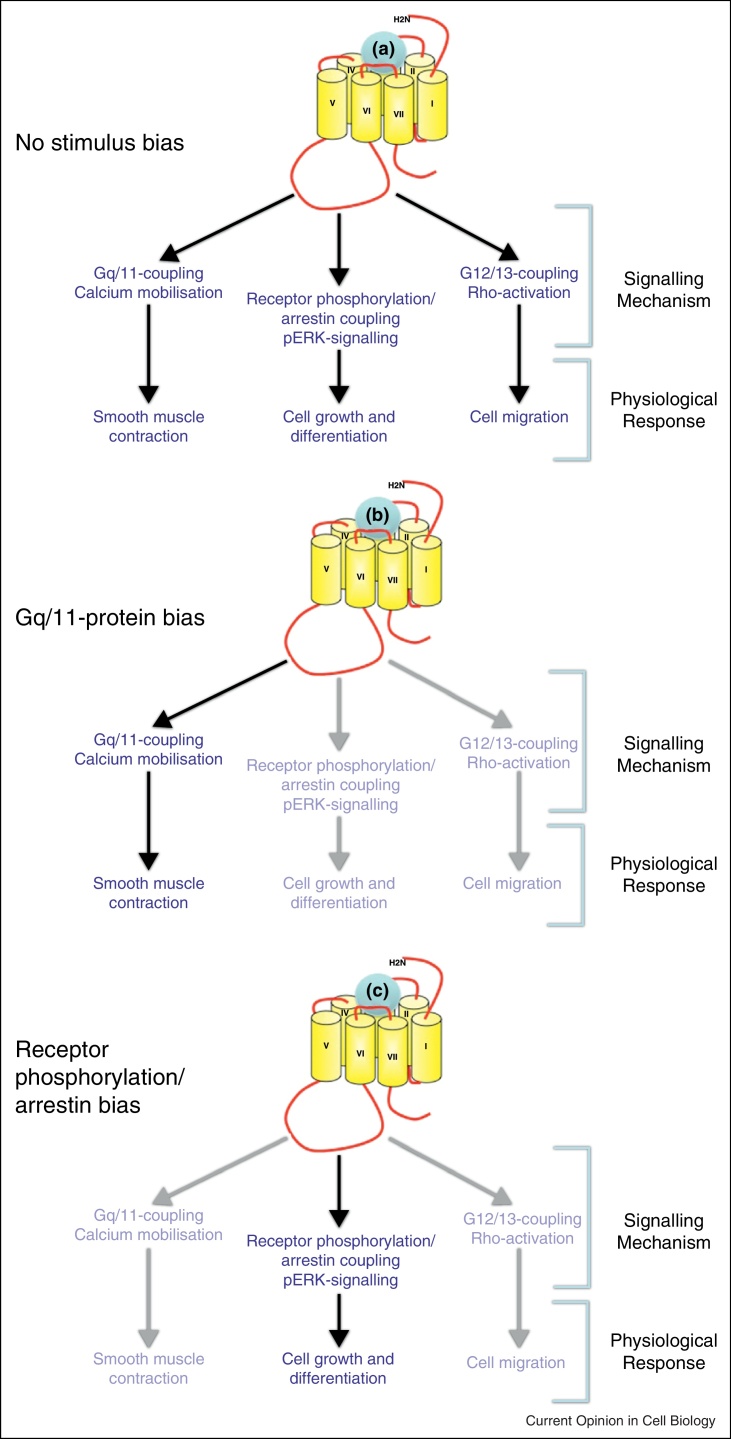 H2N
(a)
IV
II
V
VI
VII
I
No stimulus bias
Gq/11-coupling
Calcium mobilisation
Receptor phosphorylation/
arrestin coupling
pERK-signalling
G12/13-coupling
Rho-activation
Signalling
Mechanism
Smooth muscle
contraction
Cell growth and
differentiation
Cell migration
Physiological
Response
H2N
(b)
IV
II
V
VI
VII
I
Gq/11-protein bias
Gq/11-coupling
Calcium mobilisation
Receptor phosphorylation/
arrestin coupling
pERK-signalling
G12/13-coupling
Rho-activation
Signalling
Mechanism
Smooth muscle
contraction
Cell growth and
differentiation
Cell migration
Physiological
Response
H2N
(c)
IV
II
V
VI
VII
I
Receptor
phosphorylation/
arrestin bias
Gq/11-coupling
Calcium mobilisation
Receptor phosphorylation/
arrestin coupling
pERK-signalling
G12/13-coupling
Rho-activation
Signalling
Mechanism
Smooth muscle
contraction
Cell growth and
differentiation
Cell migration
Physiological
Response
Current Opinion in Cell Biology